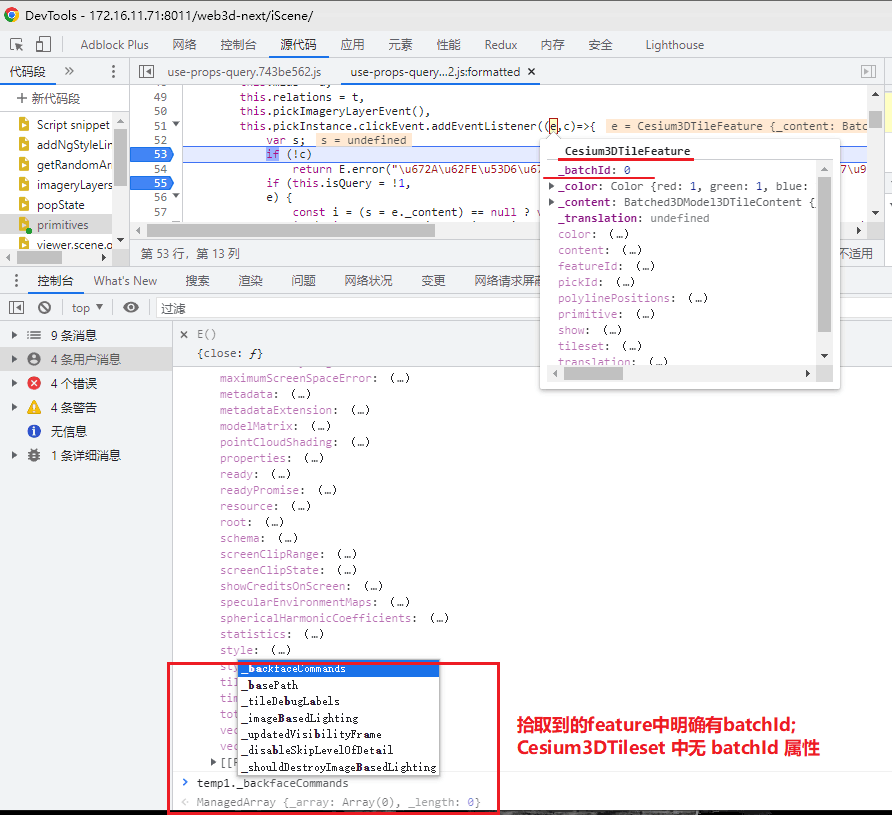 DevTools - 172.16.11.71:8011/web3d-next/iScene/
Adblock Plus 网络 控制台 源代码 应用 元素 性能 Redux 内存 安全 Lighthouse
代码段 »
use-props-query.743be562.js use-props-query...2.js:formatted ×
+ 新代码段
Script snippet
addNgStyleLin
getRandomAr
imageryLayers
popState
primitives
viewer.scene.o
49 this.relations = t,
50 this.pickImageryLayerEvent(),
51 this.pickInstance.clickEvent.addEventListener((e,c)=>{ e = Cesium3DTileFeature {_content: Batc
52 var s; s = undefined
53 if (!c)
54 return E.error("\u672A\u62FE\u53D6\u6
55 if (this.isQuery = !1,
56 e) {
57 const i = (s = e._content) == null ? v
第 53 行，第 13 列
不适用
Cesium3DTileFeature
_batchId: 0
_color: Color {red: 1, green: 1, blue:
_content: Batched3DModel3DTileContent {
_translation: undefined
color: (...)
content: (...)
featureId: (...)
pickId: (...)
polylinePositions: (...)
primitive: (...)
show: (...)
tileset: (...)
translation: (...)
控制台 What's New 搜索 渲染 问题 网络状况 变更 网络请求屏蔽
top ▼ 过滤
9 条消息
4 条用户消息
4 个错误
4 条警告
无信息
1 条详细消息
× E()
{close: ƒ}
maximumScreenSpaceError: (...)
metadata: (...)
metadataExtension: (...)
modelMatrix: (...)
pointCloudShading: (...)
properties: (...)
ready: (...)
readyPromise: (...)
resource: (...)
root: (...)
schema: (...)
screenClipRange: (...)
screenClipState: (...)
showCreditsOnScreen: (...)
specularEnvironmentMaps: (...)
sphericalHarmonicCoefficients: (...)
statistics: (...)
style: (...)
_backfaceCommands
_basePath
_tileDebugLabels
_imageBasedLighting
_updatedVisibilityFrame
_disableSkipLevelOfDetail
_shouldDestroyImageBasedLighting
temp1._backfaceCommands
ManagedArray {_array: Array(0), _length: 0}
拾取到的feature中明确有batchId;
Cesium3DTileset 中无 batchId 属性